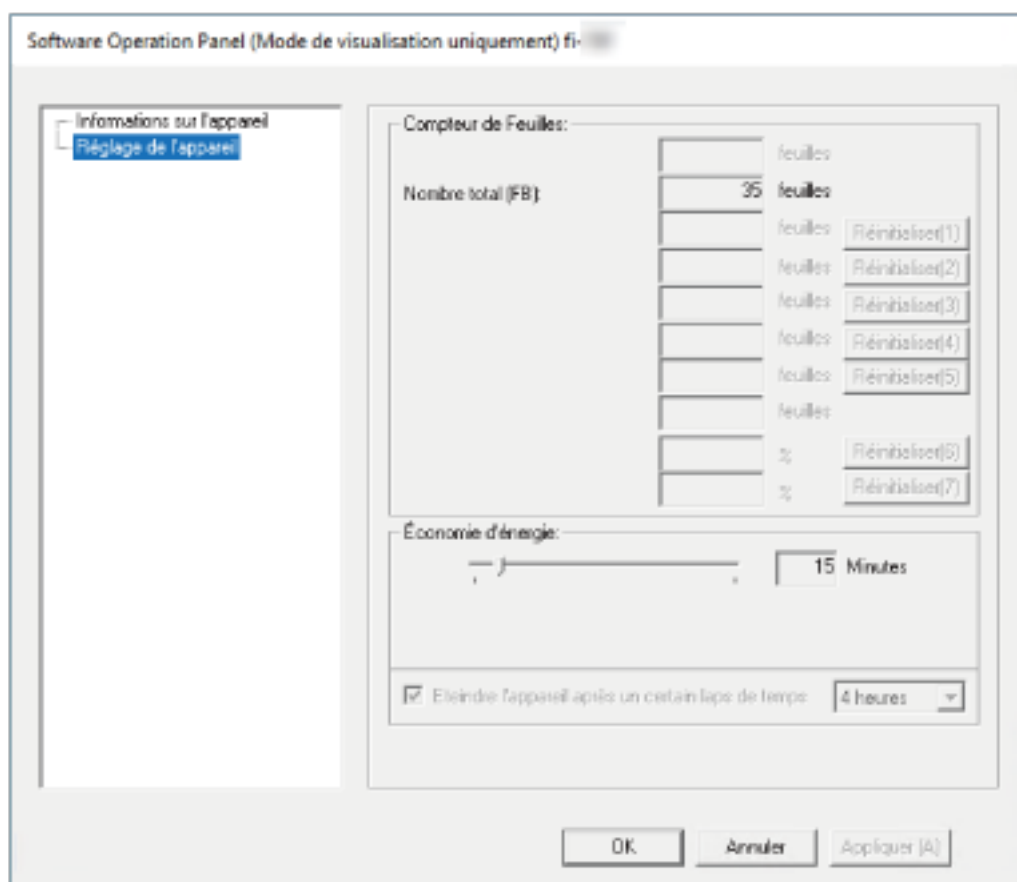 Software Operation Panel (Mode de visualisation uniquement) fi-
Informations sur l'appareil
Réglage de l'appareil
Compteur de Feuilles:
feuilles
Nombre total (FB): 35 feuilles
feuilles Réinitialiser(1)
feuilles Réinitialiser(2)
feuilles Réinitialiser(3)
feuilles Réinitialiser(4)
feuilles Réinitialiser(5)
feuilles
% Réinitialiser(6)
% Réinitialiser(7)
Économie d'énergie:
15 Minutes
Eteindre l'appareil après un certain laps de temps 4 heures
OK Annuler Appliquer (A)